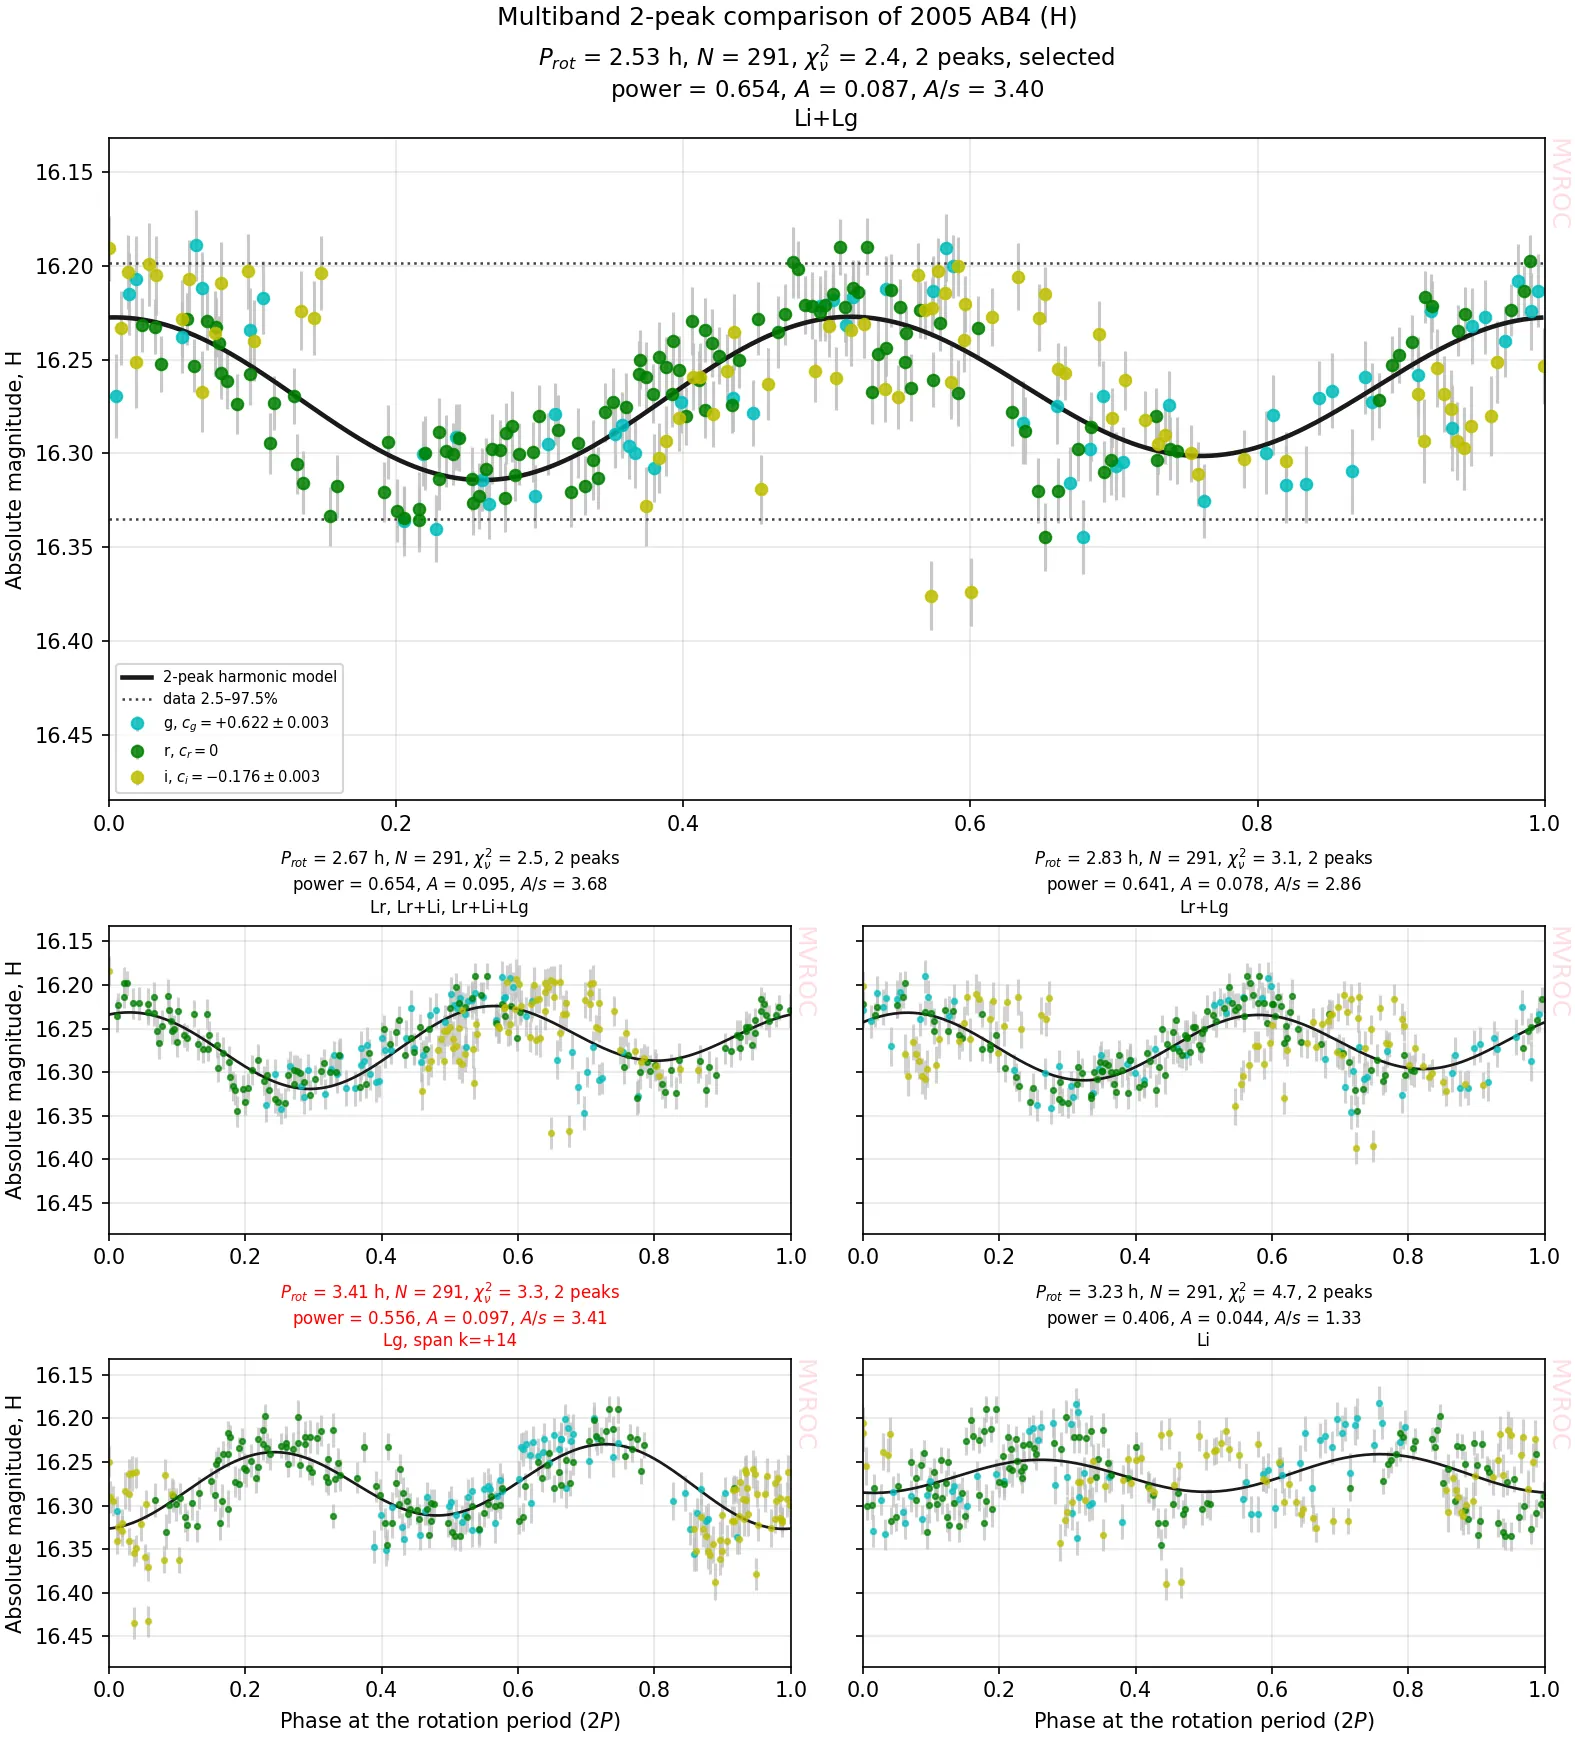 Multiband 2-peak comparison of 2005 AB4 (H)
P_rot = 2.53 h, N = 291, χ²_ν = 2.4, 2 peaks, selected
power = 0.654, A = 0.087, A/s = 3.40
Li+Lg
MVROC
Absolute magnitude, H
16.15
16.20
16.25
16.30
16.35
16.40
16.45
2-peak harmonic model
data 2.5–97.5%
g, c_g = +0.622 ± 0.003
r, c_r = 0
i, c_i = −0.176 ± 0.003
0.0 0.2 0.4 0.6 0.8 1.0
P_rot = 2.67 h, N = 291, χ²_ν = 2.5, 2 peaks
power = 0.654, A = 0.095, A/s = 3.68
Lr, Lr+Li, Lr+Li+Lg
MVROC
Absolute magnitude, H
16.15
16.20
16.25
16.30
16.35
16.40
16.45
0.0 0.2 0.4 0.6 0.8 1.0
P_rot = 2.83 h, N = 291, χ²_ν = 3.1, 2 peaks
power = 0.641, A = 0.078, A/s = 2.86
Lr+Lg
MVROC
0.0 0.2 0.4 0.6 0.8 1.0
P_rot = 3.41 h, N = 291, χ²_ν = 3.3, 2 peaks
power = 0.556, A = 0.097, A/s = 3.41
Lg, span k=+14
MVROC
Absolute magnitude, H
16.15
16.20
16.25
16.30
16.35
16.40
16.45
0.0 0.2 0.4 0.6 0.8 1.0
Phase at the rotation period (2P)
P_rot = 3.23 h, N = 291, χ²_ν = 4.7, 2 peaks
power = 0.406, A = 0.044, A/s = 1.33
Li
MVROC
0.0 0.2 0.4 0.6 0.8 1.0
Phase at the rotation period (2P)